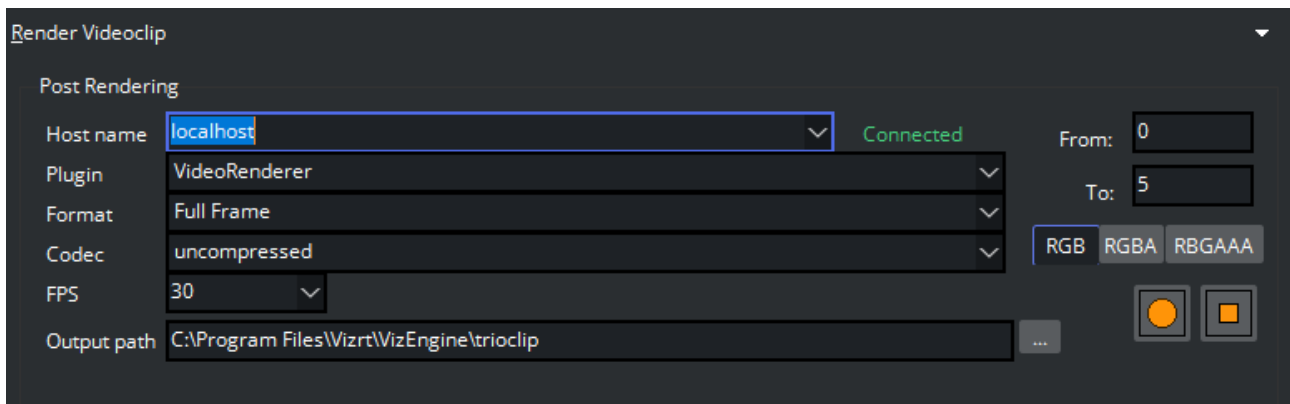 Render Videoclip
Post Rendering
Host name localhost Connected From: 0
Plugin VideoRenderer To: 5
Format Full Frame
Codec uncompressed RGB RGBA RBGAAA
FPS 30
Output path C:\Program Files\Vizrt\VizEngine\trioclip ...